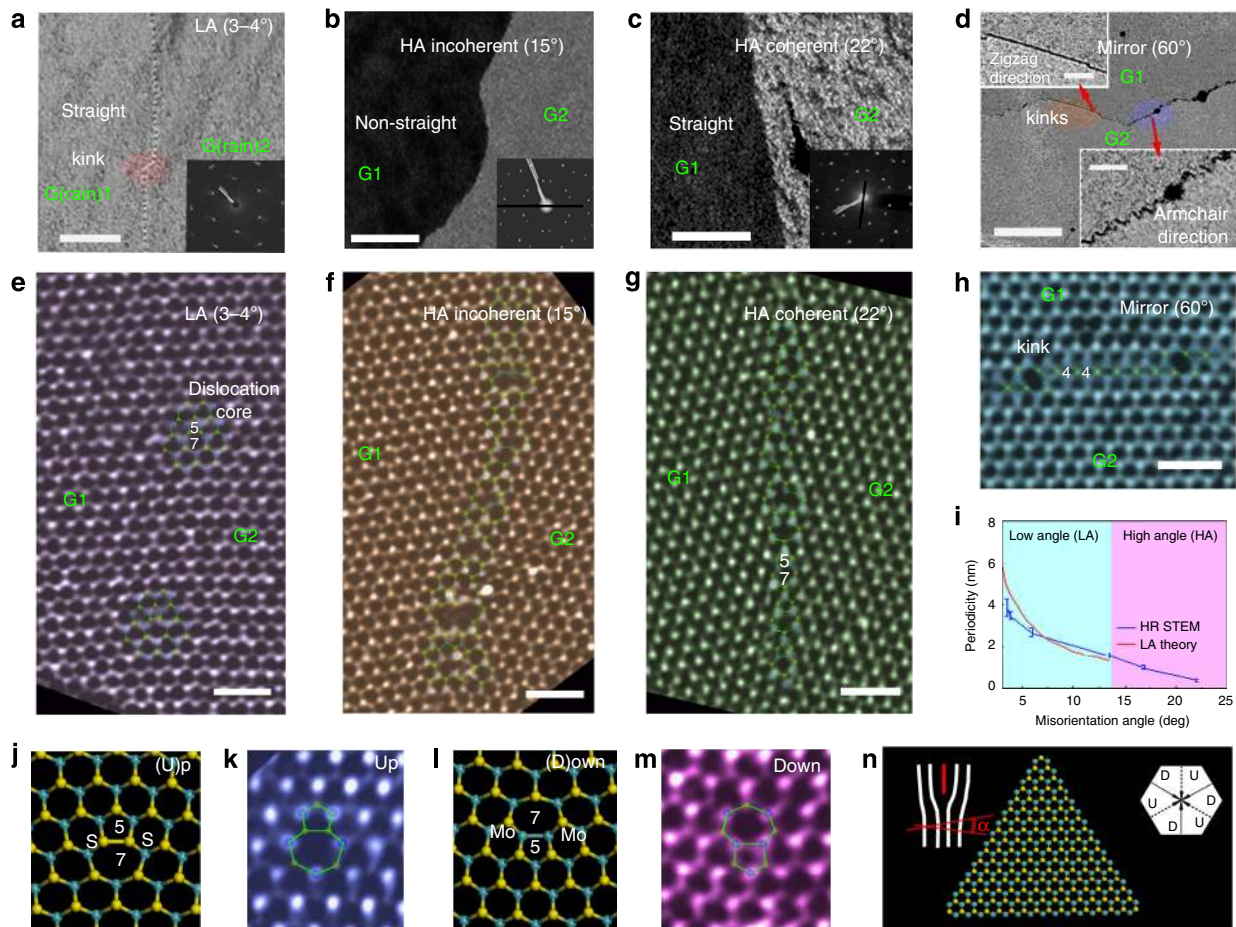 a
LA (3–4°)
Straight
kink
G(rain)2
G(rain)1
b
HA incoherent (15°)
Non-straight
G2
G1
c
HA coherent (22°)
Straight
G2
G1
d
Zigzag
direction
Mirror (60°)
G1
kinks
G2
Armchair
direction
e
LA (3–4°)
Dislocation
core
5
7
G1
G2
f
HA incoherent (15°)
G1
G2
g
HA coherent (22°)
G1
G2
5
7
h
G1
Mirror (60°)
kink
4 4
G2
i
Low angle (LA)
High angle (HA)
Periodicity (nm)
8
6
4
2
0
HR STEM
LA theory
5 10 15 20 25
Misorientation angle (deg)
j
(U)p
5
S S
7
k
Up
l
(D)own
7
Mo Mo
5
m
Down
n
α
D U
U D
D U